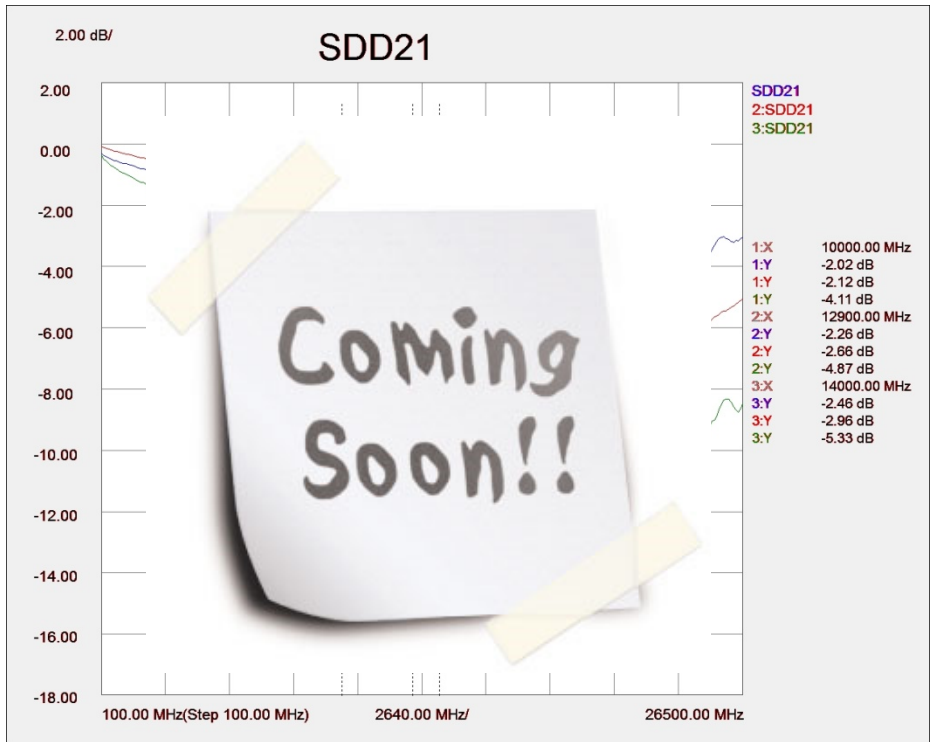 2.00 dB/
SDD21
2.00
0.00
-2.00
-4.00
-6.00
-8.00
-10.00
-12.00
-14.00
-16.00
-18.00
Coming
Soon!!
SDD21
2:SDD21
3:SDD21
1:X 10000.00 MHz
1:Y -2.02 dB
1:Y -2.12 dB
1:Y -4.11 dB
2:X 12900.00 MHz
2:Y -2.26 dB
2:Y -2.66 dB
2:Y -4.87 dB
3:X 14000.00 MHz
3:Y -2.46 dB
3:Y -2.96 dB
3:Y -5.33 dB
100.00 MHz(Step 100.00 MHz) 2640.00 MHz/ 26500.00 MHz